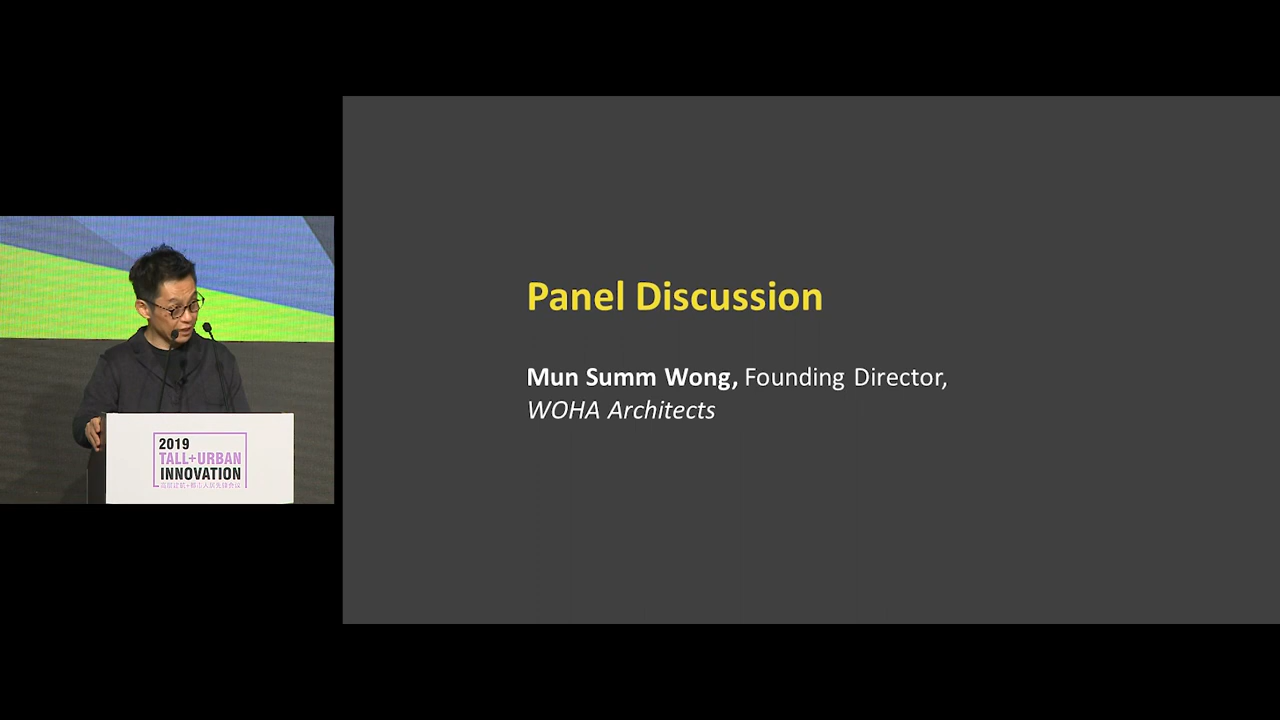 Panel Discussion
Mun Summ Wong, Founding Director,
WOHA Architects
2019
TALL+URBAN
INNOVATION